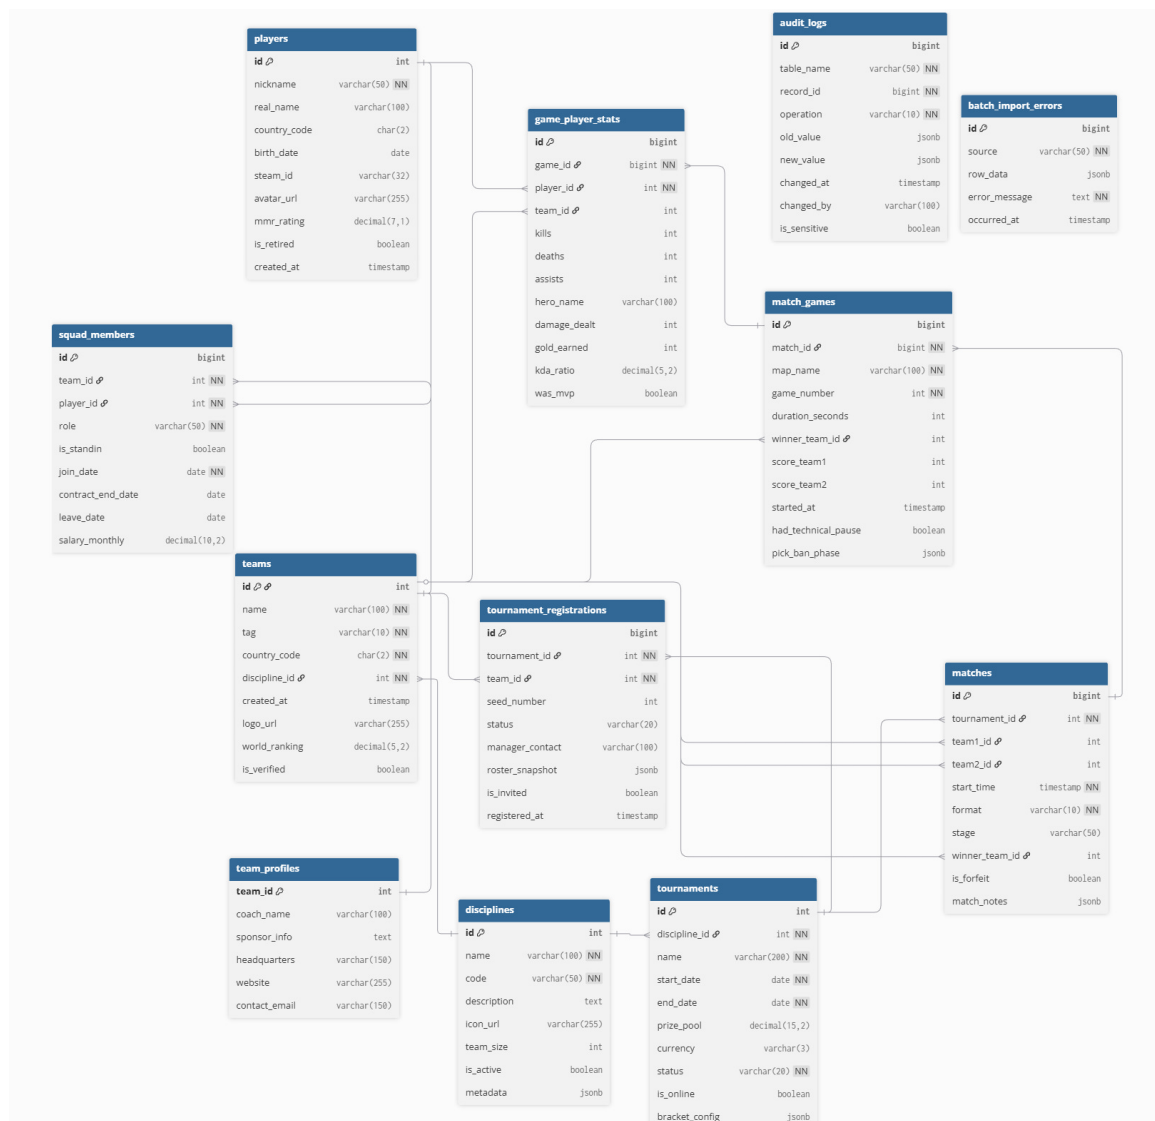 players
id int
nickname varchar(50) NN
real_name varchar(100)
country_code char(2)
birth_date date
steam_id varchar(32)
avatar_url varchar(255)
mmr_rating decimal(7,1)
is_retired boolean
created_at timestamp
audit_logs
id bigint
table_name varchar(50) NN
record_id bigint NN
operation varchar(10) NN
old_value jsonb
new_value jsonb
changed_at timestamp
changed_by varchar(100)
is_sensitive boolean
batch_import_errors
id bigint
source varchar(50) NN
row_data jsonb
error_message text NN
occurred_at timestamp
game_player_stats
id bigint
game_id bigint NN
player_id int NN
team_id int
kills int
deaths int
assists int
hero_name varchar(100)
damage_dealt int
gold_earned int
kda_ratio decimal(5,2)
was_mvp boolean
match_games
id bigint
match_id bigint NN
map_name varchar(100) NN
game_number int NN
duration_seconds int
winner_team_id int
score_team1 int
score_team2 int
started_at timestamp
had_technical_pause boolean
pick_ban_phase jsonb
squad_members
id bigint
team_id int NN
player_id int NN
role varchar(50) NN
is_standin boolean
join_date date NN
contract_end_date date
leave_date date
salary_monthly decimal(10,2)
teams
id int
name varchar(100) NN
tag varchar(10) NN
country_code char(2) NN
discipline_id int NN
created_at timestamp
logo_url varchar(255)
world_ranking decimal(5,2)
is_verified boolean
tournament_registrations
id bigint
tournament_id int NN
team_id int NN
seed_number int
status varchar(20)
manager_contact varchar(100)
roster_snapshot jsonb
is_invited boolean
registered_at timestamp
matches
id bigint
tournament_id int NN
team1_id int
team2_id int
start_time timestamp NN
format varchar(10) NN
stage varchar(50)
winner_team_id int
is_forfeit boolean
match_notes jsonb
team_profiles
team_id int
coach_name varchar(100)
sponsor_info text
headquarters varchar(150)
website varchar(255)
contact_email varchar(150)
disciplines
id int
name varchar(100) NN
code varchar(50) NN
description text
icon_url varchar(255)
team_size int
is_active boolean
metadata jsonb
tournaments
id int
discipline_id int NN
name varchar(200) NN
start_date date NN
end_date date NN
prize_pool decimal(15,2)
currency varchar(3)
status varchar(20) NN
is_online boolean
bracket_config jsonb